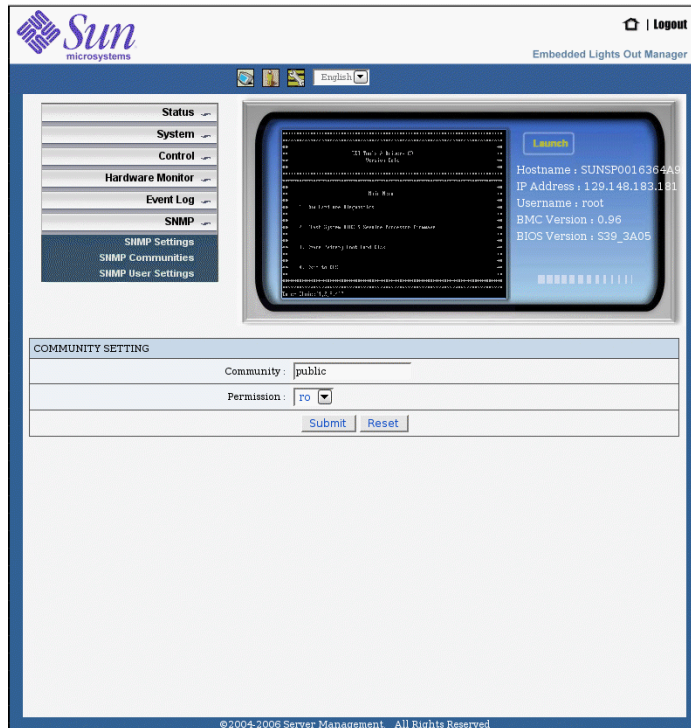 Sun
microsystems
| Logout
Embedded Lights Out Manager
English
Status
System
Control
Hardware Monitor
Event Log
SNMP
SNMP Settings
SNMP Communities
SNMP User Settings
Main Menu
Launch
Hostname : SUNSP0016364A9
IP Address : 129.148.183.181
Username : root
BMC Version : 0.96
BIOS Version : S39_3A05
COMMUNITY SETTING
Community : public
Permission : ro
Submit Reset
©2004-2006 Server Management. All Rights Reserved